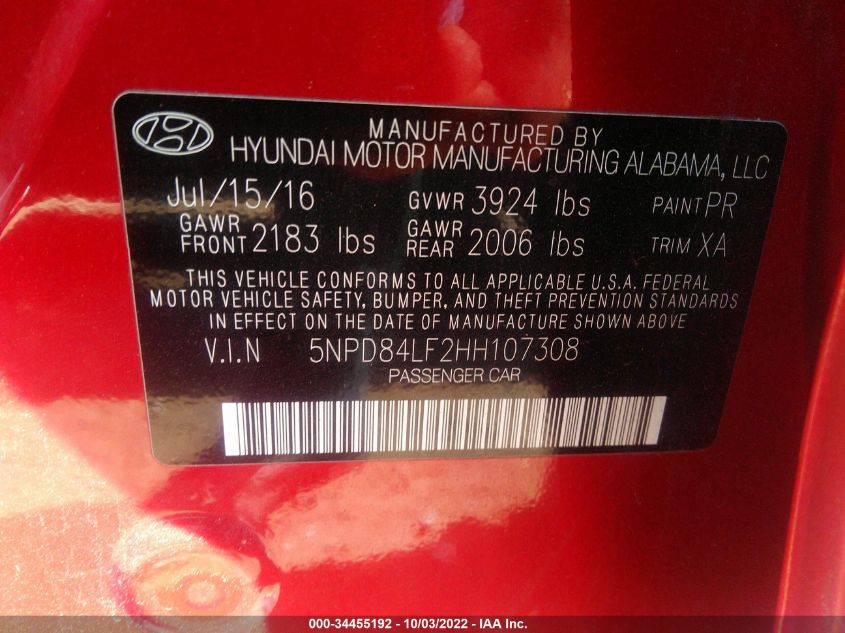 MANUFACTURED BY
HYUNDAI MOTOR MANUFACTURING ALABAMA, LLC
Jul/15/16 GVWR 3924 lbs PAINT PR
GAWR FRONT 2183 lbs GAWR REAR 2006 lbs TRIM XA
THIS VEHICLE CONFORMS TO ALL APPLICABLE U.S.A. FEDERAL
MOTOR VEHICLE SAFETY, BUMPER, AND THEFT PREVENTION STANDARDS
IN EFFECT ON THE DATE OF MANUFACTURE SHOWN ABOVE
V.I.N 5NPD84LF2HH107308
PASSENGER CAR
000-34455192 - 10/03/2022 - IAA Inc.